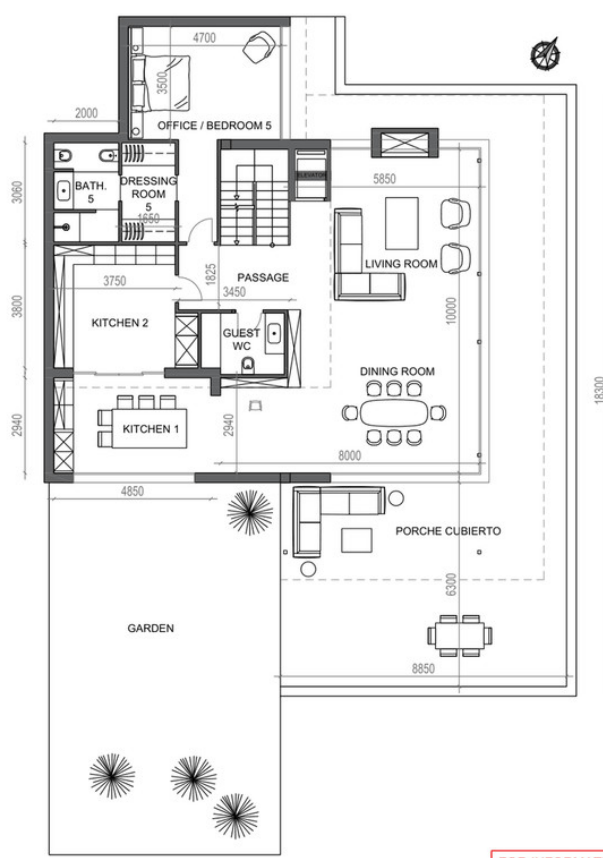 4700
3500
OFFICE / BEDROOM 5
2000
3060
BATH.
5
DRESSING
ROOM
5
1650
ELEVATOR
5850
LIVING ROOM
PASSAGE
1825
3450
3750
3800
KITCHEN 2
GUEST
WC
10000
DINING ROOM
18300
2940
KITCHEN 1
2940
8000
4850
PORCHE CUBIERTO
6300
GARDEN
8850